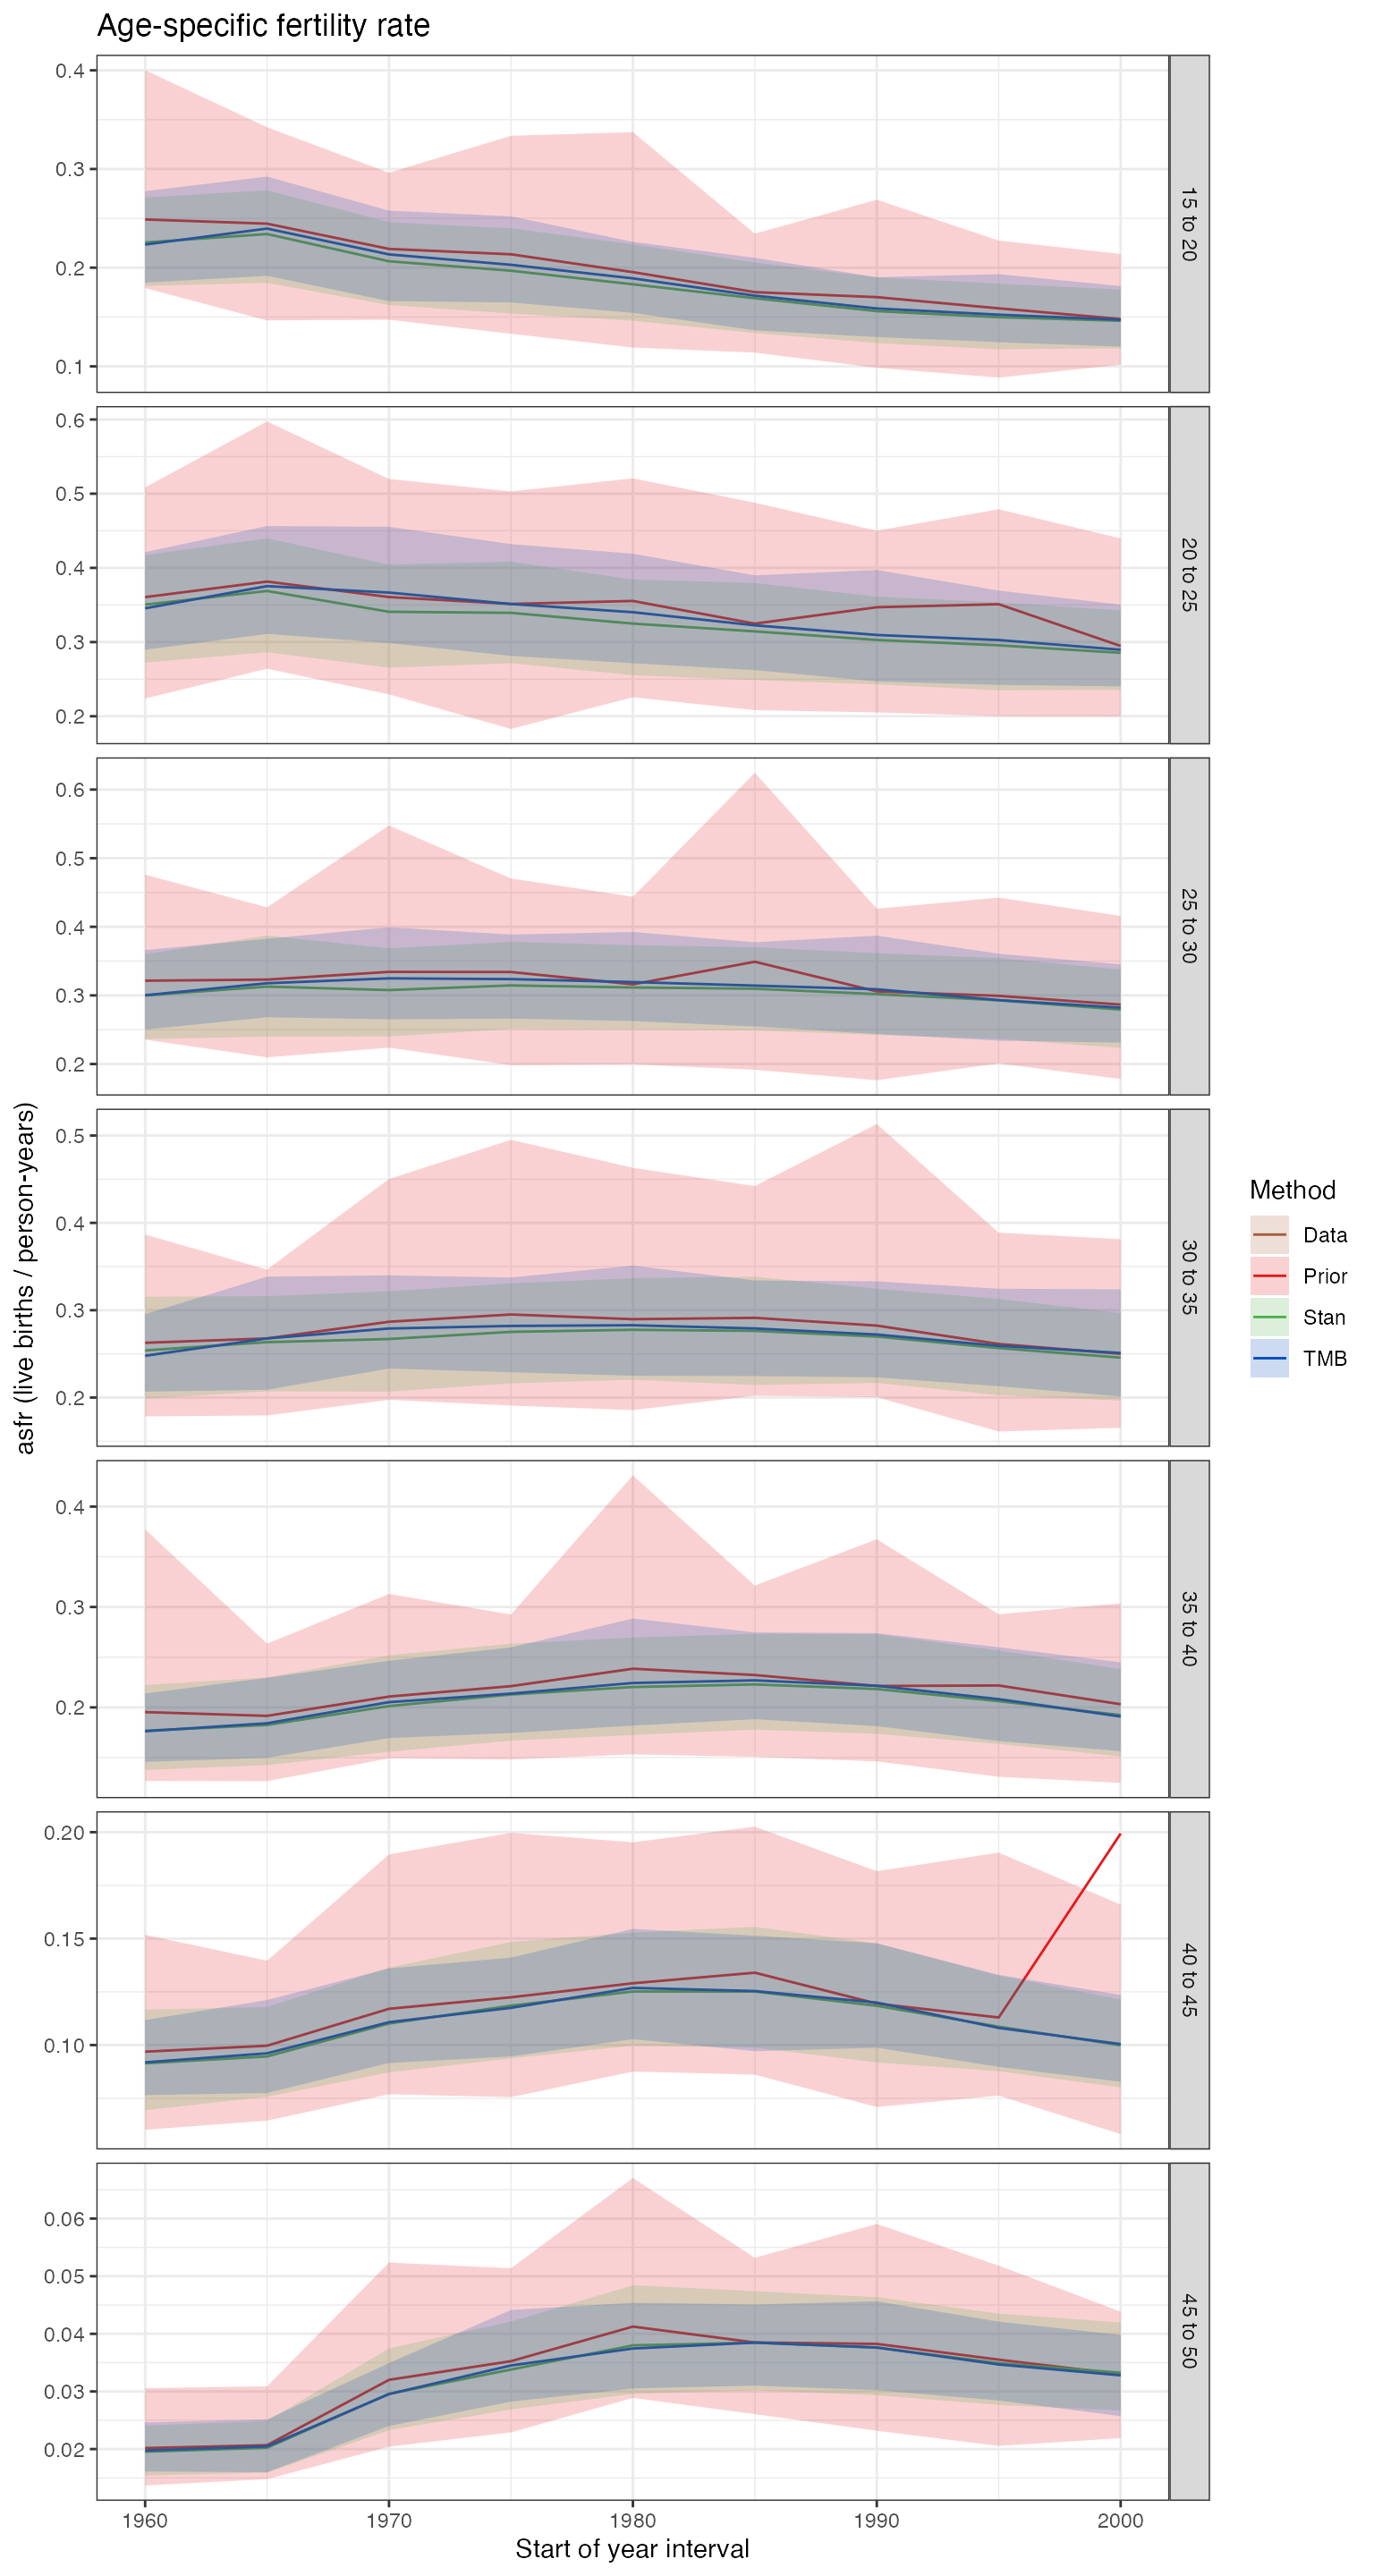 Age-specific fertility rate
0.4
0.3
0.2
0.1
15 to 20
0.6
0.5
0.4
0.3
0.2
20 to 25
0.6
0.5
0.4
0.3
0.2
25 to 30
0.5
0.4
0.3
0.2
30 to 35
0.4
0.3
0.2
35 to 40
0.20
0.15
0.10
40 to 45
0.06
0.05
0.04
0.03
0.02
45 to 50
1960 1970 1980 1990 2000
Start of year interval
asfr (live births / person-years)
Method
Data
Prior
Stan
TMB